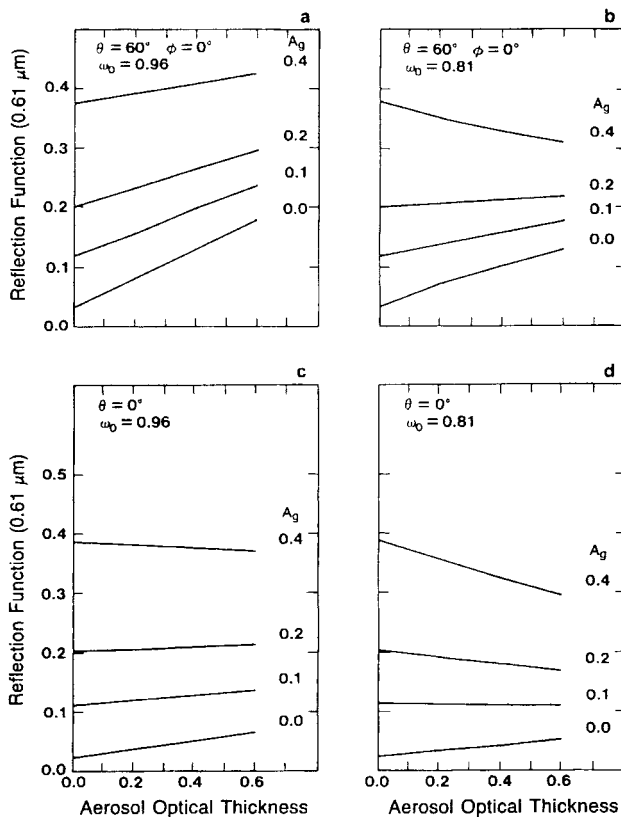 a
θ = 60° φ = 0°
ω0 = 0.96
Ag
0.4
0.2
0.1
0.0
0.4
0.3
0.2
0.1
0.0
Reflection Function (0.61 μm)
b
θ = 60° φ = 0°
ω0 = 0.81
Ag
0.4
0.2
0.1
0.0
c
θ = 0°
ω0 = 0.96
Ag
0.4
0.2
0.1
0.0
0.5
0.4
0.3
0.2
0.1
0.0
Reflection Function (0.61 μm)
0.0 0.2 0.4 0.6
Aerosol Optical Thickness
d
θ = 0°
ω0 = 0.81
Ag
0.4
0.2
0.1
0.0
0.0 0.2 0.4 0.6
Aerosol Optical Thickness